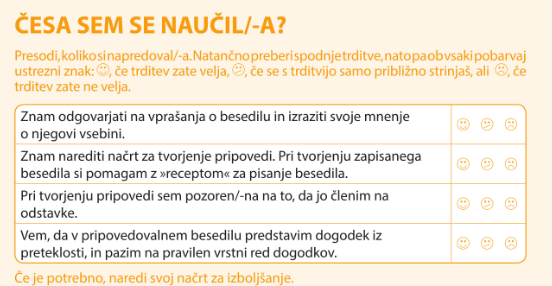 ČESA SEM SE NAUČIL/-A?
Presodi, koliko si napredoval/-a. Natančno preberi spodnje trditve, nato pa ob vsaki pobarvaj
ustrezni znak: ☺, če trditev zate velja, 😕, če se s trditvijo samo približno strinjaš, ali ☹, če
trditev zate ne velja.
Znam odgovarjati na vprašanja o besedilu in izraziti svoje mnenje
o njegovi vsebini.
Znam narediti načrt za tvorjenje pripovedi. Pri tvorjenju zapisanega
besedila si pomagam z »receptom« za pisanje besedila.
Pri tvorjenju pripovedi sem pozoren/-na na to, da jo členim na
odstavke.
Vem, da v pripovedovalnem besedilu predstavim dogodek iz
preteklosti, in pazim na pravilen vrstni red dogodkov.
Če je potrebno, naredi svoj načrt za izboljšanje.